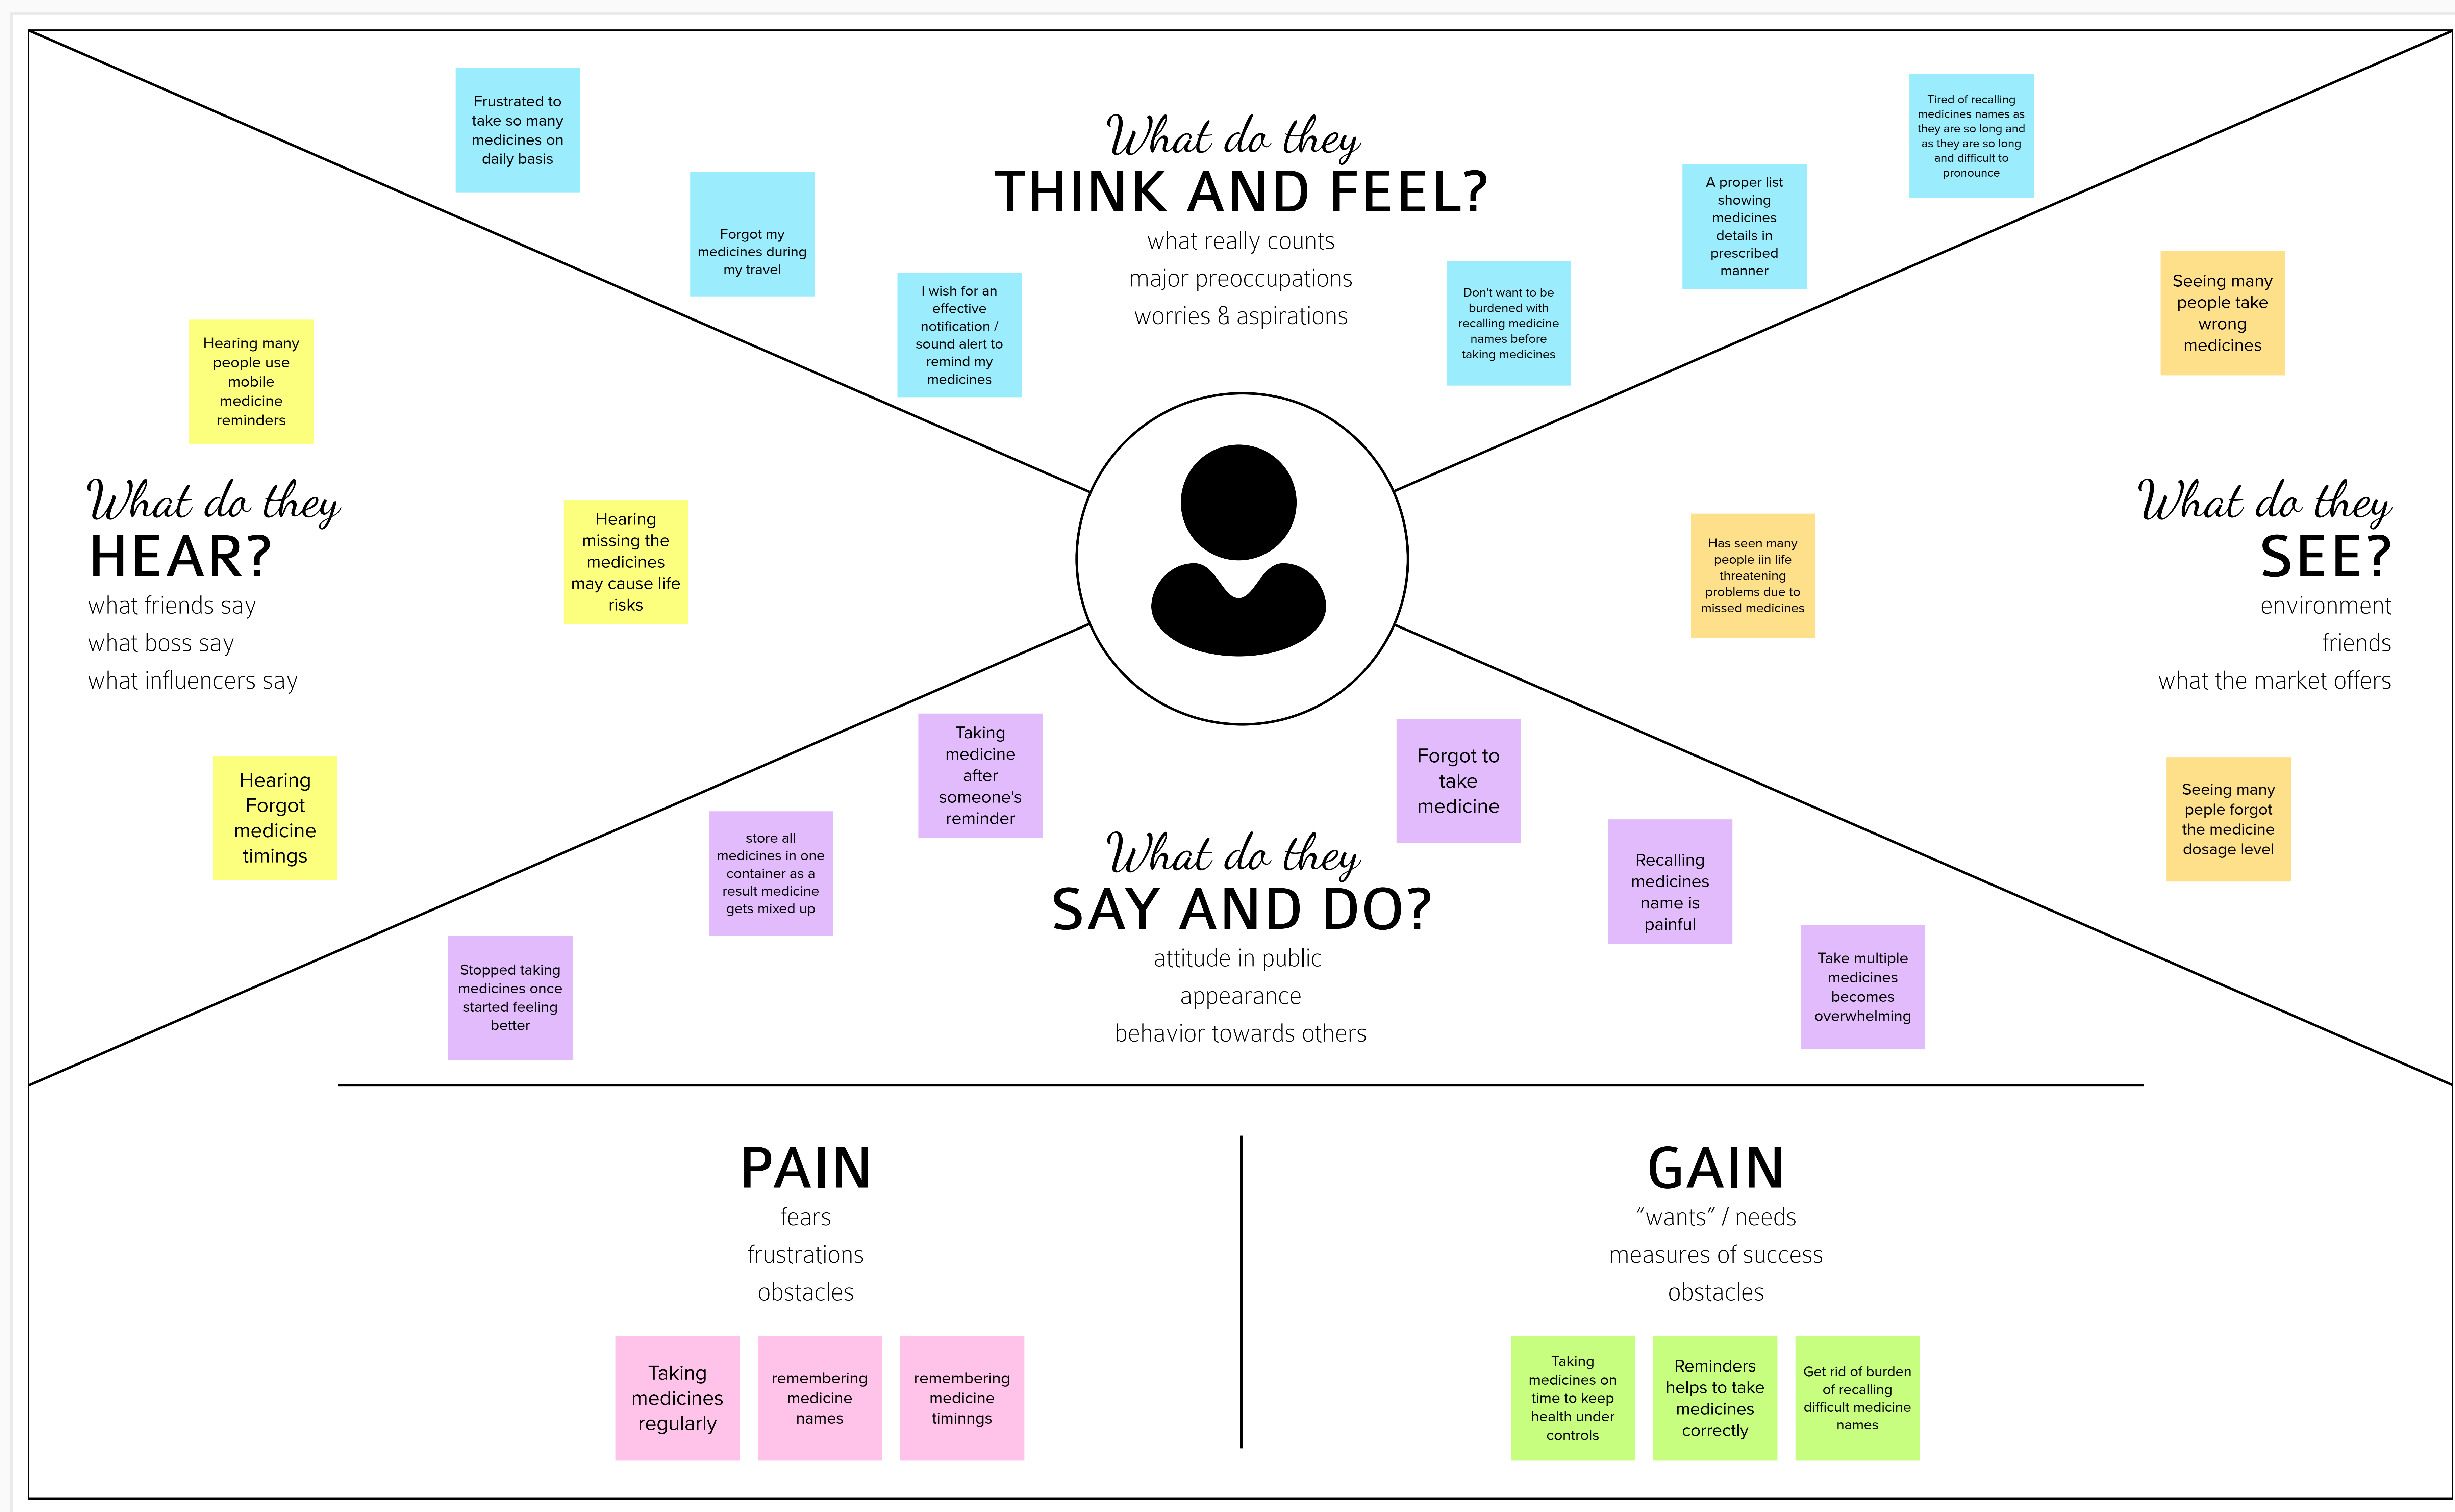 Frustrated to
take so many
medicines on
daily basis
Forgot my
medicines during
my travel
I wish for an
effective
notification /
sound alert to
remind my
medicines
What do they
THINK AND FEEL?
what really counts
major preoccupations
worries & aspirations
Don't want to be
burdened with
recalling medicine
names before
taking medicines
A proper list
showing
medicines
details in
prescribed
manner
Tired of recalling
medicines names as
they are so long and
as they are so long
and difficult to
pronounce
Hearing many
people use
mobile
medicine
reminders
What do they
HEAR?
what friends say
what boss say
what influencers say
Hearing
missing the
medicines
may cause life
risks
Hearing
Forgot
medicine
timings
Seeing many
people take
wrong
medicines
Has seen many
people iin life
threatening
problems due to
missed medicines
What do they
SEE?
environment
friends
what the market offers
Seeing many
peple forgot
the medicine
dosage level
Stopped taking
medicines once
started feeling
better
store all
medicines in one
container as a
result medicine
gets mixed up
Taking
medicine
after
someone's
reminder
What do they
SAY AND DO?
attitude in public
appearance
behavior towards others
Forgot to
take
medicine
Recalling
medicines
name is
painful
Take multiple
medicines
becomes
overwhelming
PAIN
fears
frustrations
obstacles
Taking
medicines
regularly
remembering
medicine
names
remembering
medicine
timinngs
GAIN
“wants” / needs
measures of success
obstacles
Taking
medicines on
time to keep
health under
controls
Reminders
helps to take
medicines
correctly
Get rid of burden
of recalling
difficult medicine
names